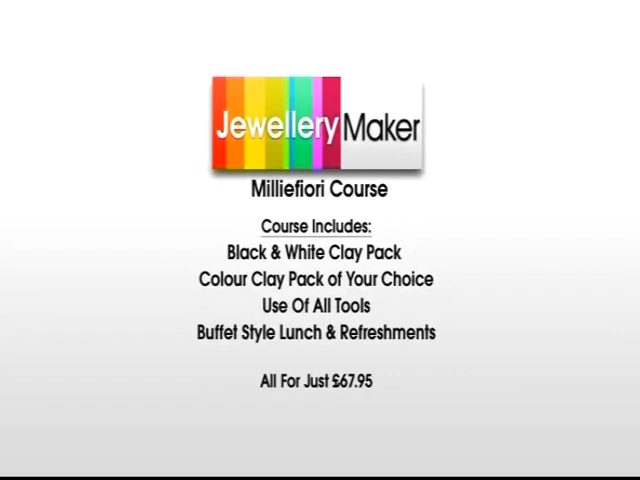 JewelleryMaker
Milliefiori Course
Course Includes:
Black & White Clay Pack
Colour Clay Pack of Your Choice
Use Of All Tools
Buffet Style Lunch & Refreshments
All For Just £67.95